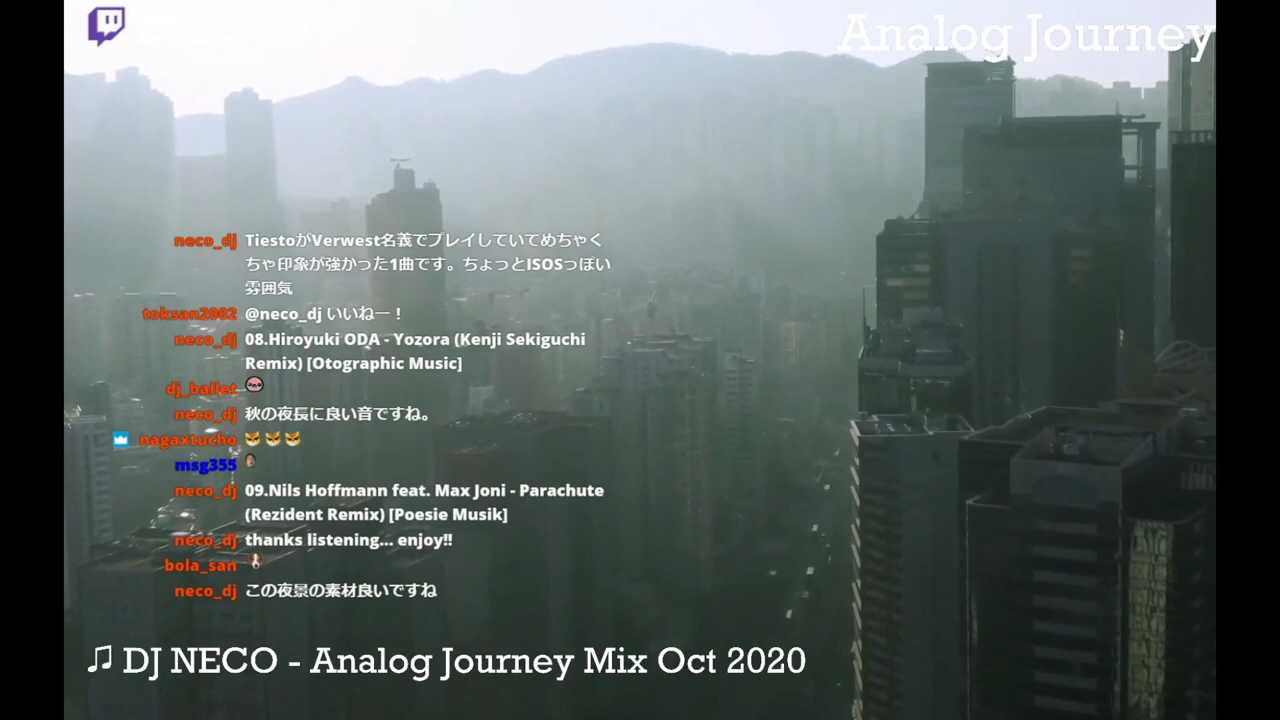 Analog Journey
neco_dj TiestoがVerwest名義でプレイしていてめちゃく
ちゃ印象が強かった1曲です。ちょっとISOSっぽい
雰囲気
toksan2002 @neco_dj いいねー！
neco_dj 08.Hiroyuki ODA - Yozora (Kenji Sekiguchi
Remix) [Otographic Music]
dj_ballet
neco_dj 秋の夜長に良い音ですね。
nagaxtucho
msg355
neco_dj 09.Nils Hoffmann feat. Max Joni - Parachute
(Rezident Remix) [Poesie Musik]
neco_dj thanks listening... enjoy!!
bola_san
neco_dj この夜景の素材良いですね
♫ DJ NECO - Analog Journey Mix Oct 2020